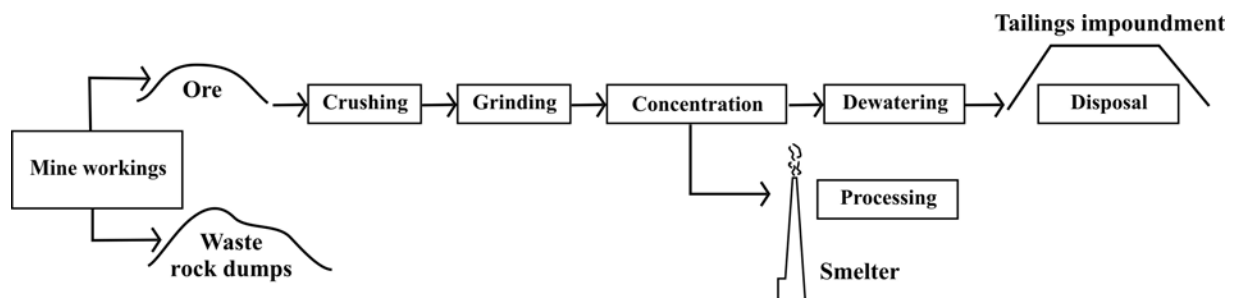 Tailings impoundment
Ore
Crushing
Grinding
Concentration
Dewatering
Disposal
Mine workings
Processing
Waste
rock dumps
Smelter